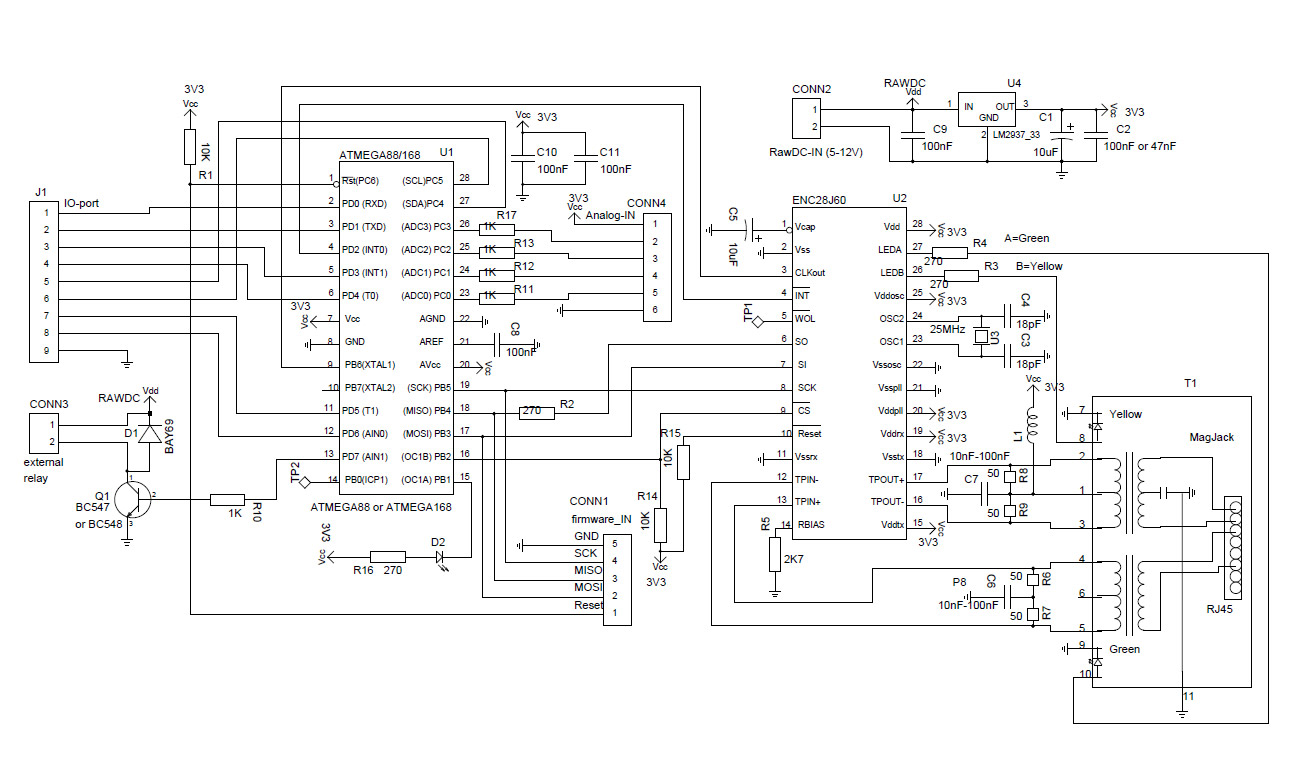 3V3
Vcc
10K
R1
J1
IO-port
1
2
3
4
5
6
7
8
9
ATMEGA88/168
U1
1 Rst(PC6)
2 PD0 (RXD)
3 PD1 (TXD)
4 PD2 (INT0)
5 PD3 (INT1)
6 PD4 (T0)
7 Vcc
8 GND
9 PB6(XTAL1)
10 PB7(XTAL2)
11 PD5 (T1)
12 PD6 (AIN0)
13 PD7 (AIN1)
14 PB0(ICP1)
(SCL)PC5 28
(SDA)PC4 27
(ADC3) PC3 26
(ADC2) PC2 25
(ADC1) PC1 24
(ADC0) PC0 23
AGND 22
AREF 21
AVcc 20
(SCK) PB5 19
(MISO) PB4 18
(MOSI) PB3 17
(OC1B) PB2 16
(OC1A) PB1 15
ATMEGA88 or ATMEGA168
3V3
Vcc
TP2
Vcc 3V3
C10
100nF
C11
100nF
R17
1K
R13
1K
R12
1K
R11
1K
C8
100nF
Vcc
3V3
Vcc
Analog-IN
CONN4
1
2
3
4
5
6
270
R2
R15
10K
R14
10K
Vcc
3V3
CONN3
1
2
external
relay
RAWDC
Vdd
D1
BAY69
Q1
BC547
or BC548
1
2
3
1K
R10
3V3
Vcc
R16
270
D2
CONN1
firmware_IN
GND 5
SCK 4
MISO 3
MOSI 2
Reset 1
CONN2
1
2
RawDC-IN (5-12V)
RAWDC
Vdd
C9
100nF
U4
1 IN
OUT 3
GND
2
LM2937_33
C1
+
10uF
C2
100nF or 47nF
Vcc
3V3
ENC28J60
U2
C5
+
10uF
TP1
1 Vcap
2 Vss
3 CLKout
4 INT
5 WOL
6 SO
7 SI
8 SCK
9 CS
10 Reset
11 Vssrx
12 TPIN-
13 TPIN+
14 RBIAS
Vdd 28
LEDA 27
LEDB 26
Vddosc 25
OSC2 24
OSC1 23
Vssosc 22
Vsspll 21
Vddpll 20
Vddrx 19
Vsstx 18
TPOUT+ 17
TPOUT- 16
Vddtx 15
Vcc 3V3
R4
270
A=Green
R3
270
B=Yellow
Vcc 3V3
25MHz
U3
C4
18pF
C3
18pF
Vcc 3V3
Vcc 3V3
Vcc
3V3
Vcc
3V3
L1
10nF-100nF
C7
50
R8
50
R9
R5
2K7
P8
10nF-100nF
C6
50
R6
50
R7
T1
MagJack
7 Yellow
8
2
1
3
4
6
5
9 Green
10
11
RJ45